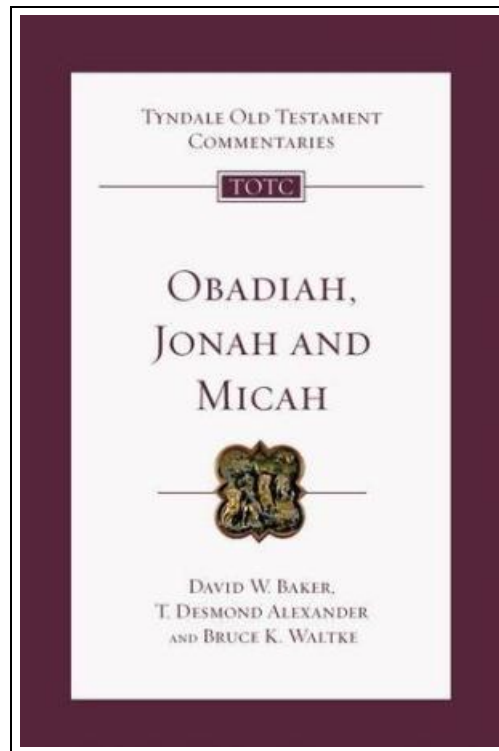 Tyndale Old Testament
Commentaries
TOTC
Obadiah,
Jonah and
Micah
David W. Baker,
T. Desmond Alexander
and Bruce K. Waltke